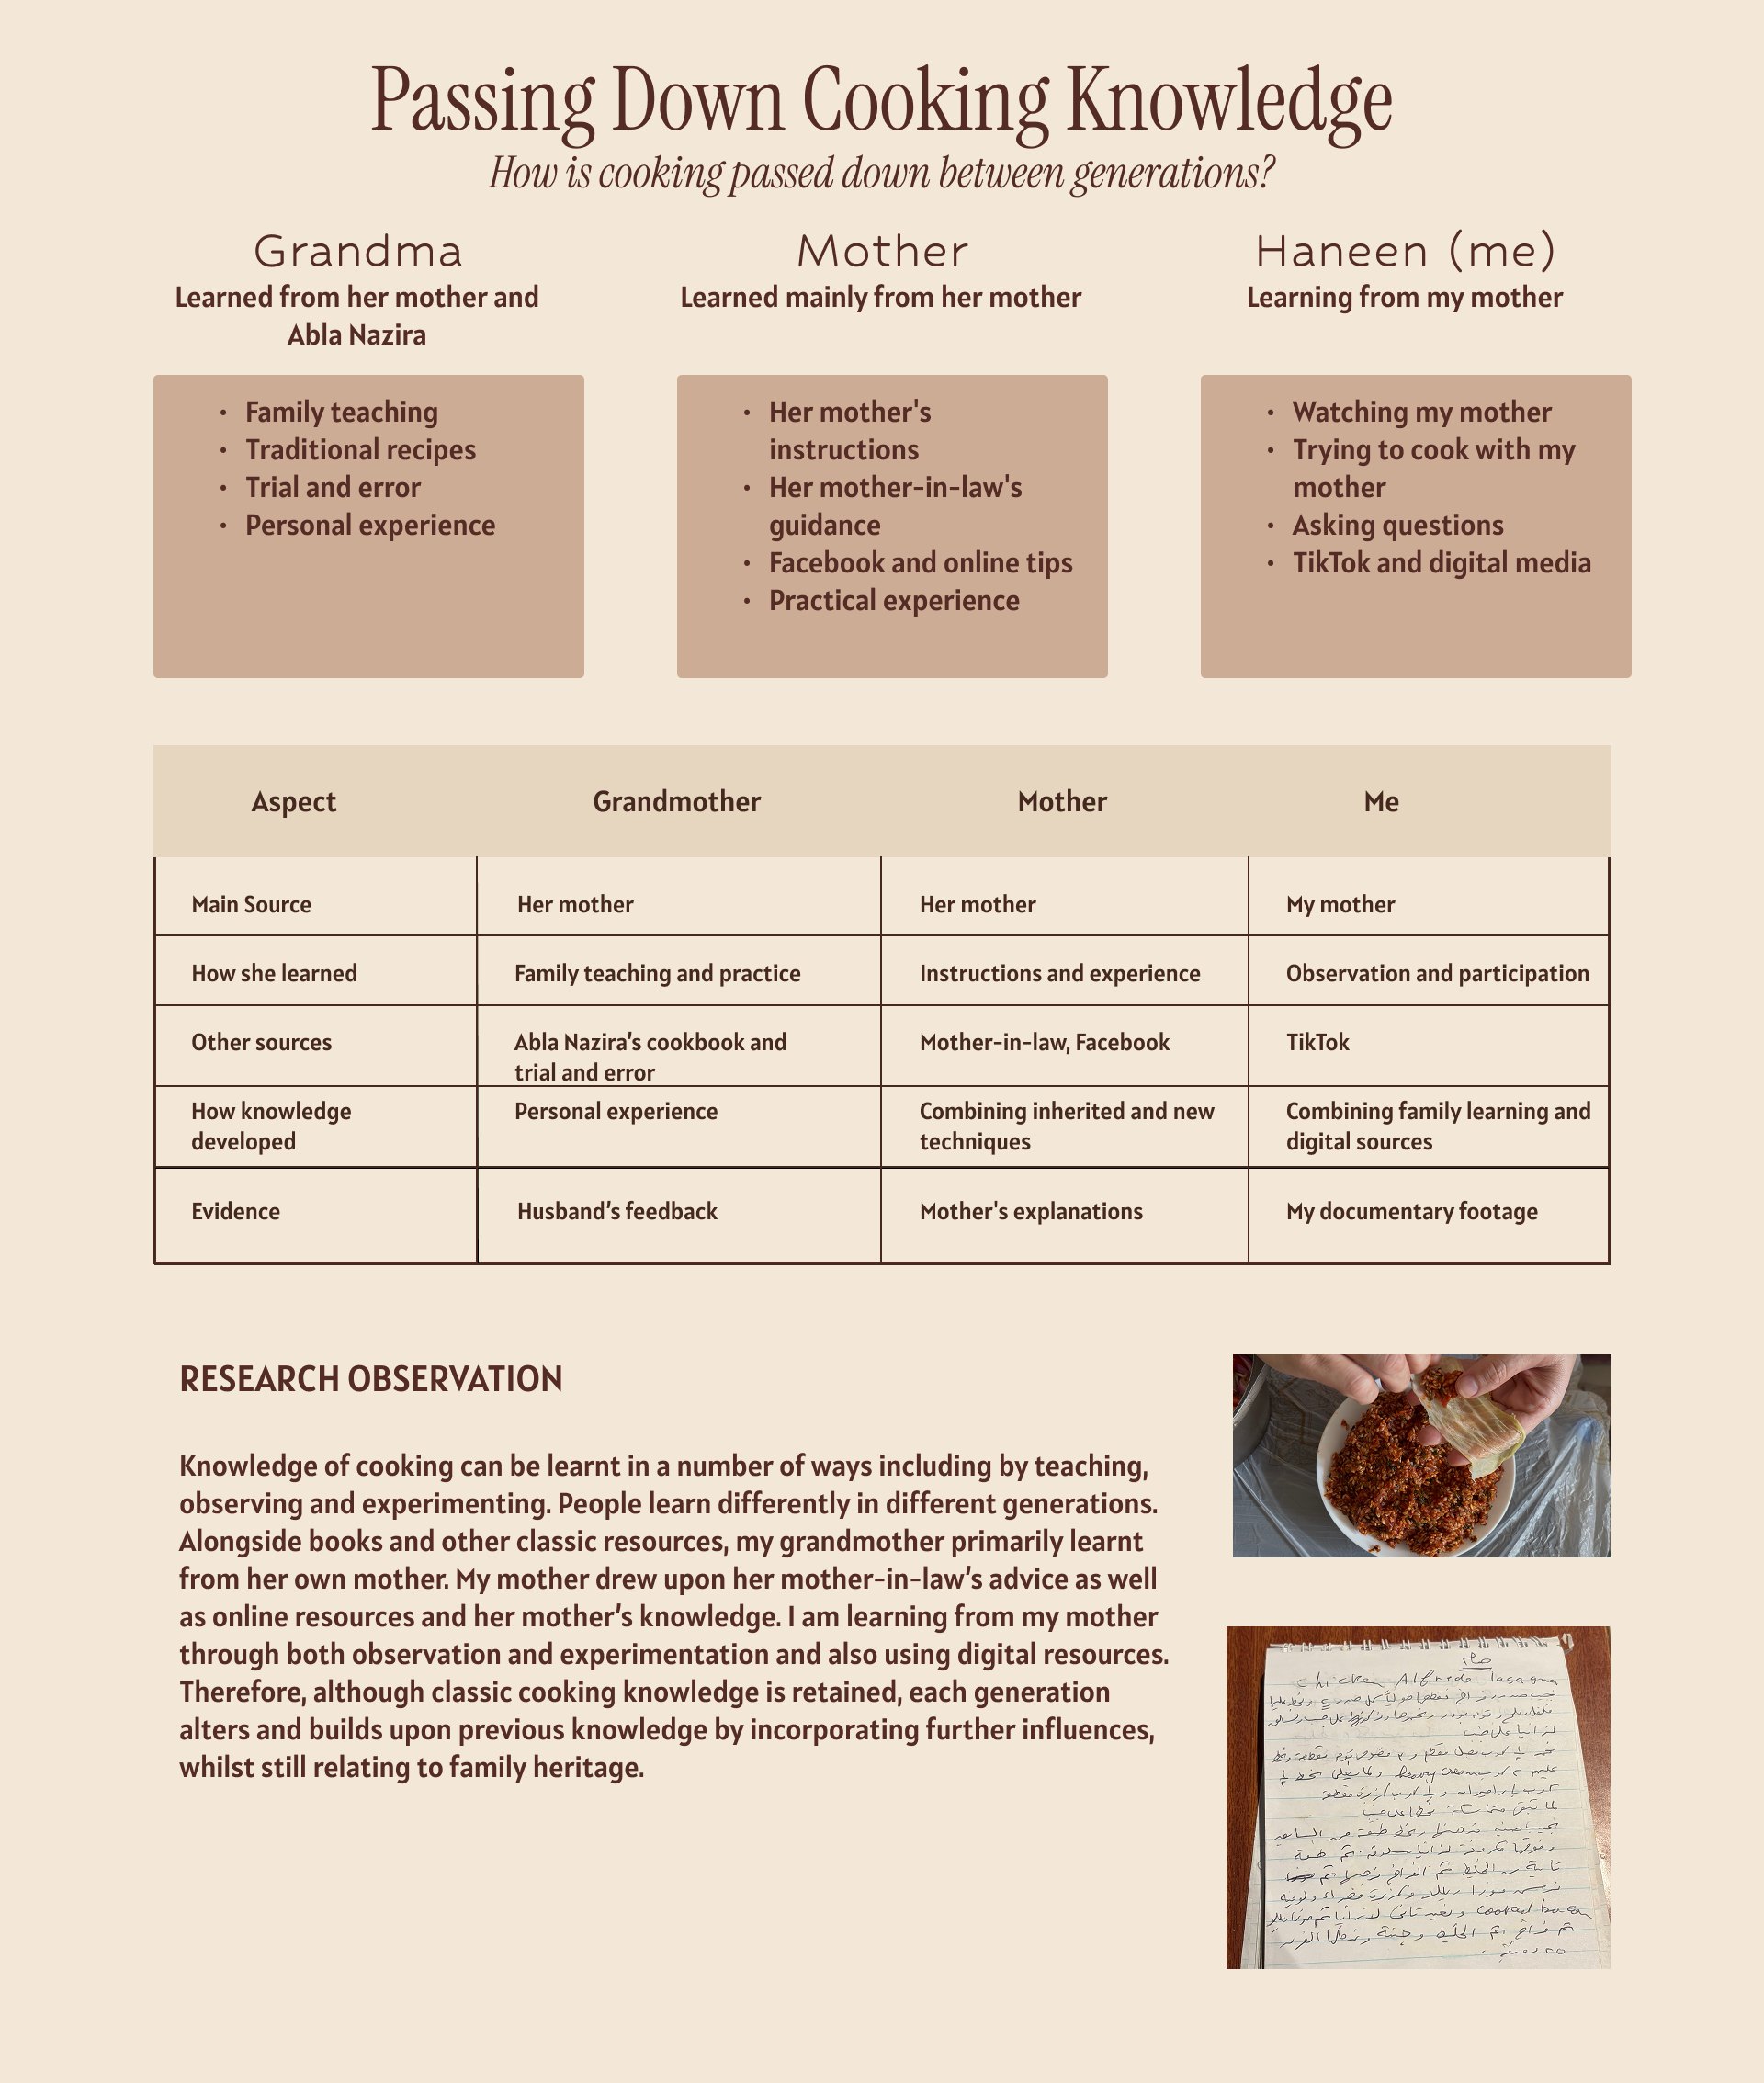 Passing Down Cooking Knowledge
How is cooking passed down between generations?
Grandma
Learned from her mother and
Abla Nazira
• Family teaching
• Traditional recipes
• Trial and error
• Personal experience
Mother
Learned mainly from her mother
• Her mother's
instructions
• Her mother-in-law's
guidance
• Facebook and online tips
• Practical experience
Haneen (me)
Learning from my mother
• Watching my mother
• Trying to cook with my
mother
• Asking questions
• TikTok and digital media
Aspect Grandmother Mother Me
Main Source Her mother Her mother My mother
How she learned Family teaching and practice Instructions and experience Observation and participation
Other sources Abla Nazira’s cookbook and
trial and error Mother-in-law, Facebook TikTok
How knowledge
developed Personal experience Combining inherited and new
techniques Combining family learning and
digital sources
Evidence Husband’s feedback Mother's explanations My documentary footage
RESEARCH OBSERVATION
Knowledge of cooking can be learnt in a number of ways including by teaching,
observing and experimenting. People learn differently in different generations.
Alongside books and other classic resources, my grandmother primarily learnt
from her own mother. My mother drew upon her mother-in-law’s advice as well
as online resources and her mother’s knowledge. I am learning from my mother
through both observation and experimentation and also using digital resources.
Therefore, although classic cooking knowledge is retained, each generation
alters and builds upon previous knowledge by incorporating further influences,
whilst still relating to family heritage.
chicken Alfredo lasagna
heavy cream
طبقة من
ثم طبقة
تانية
cooked bacon